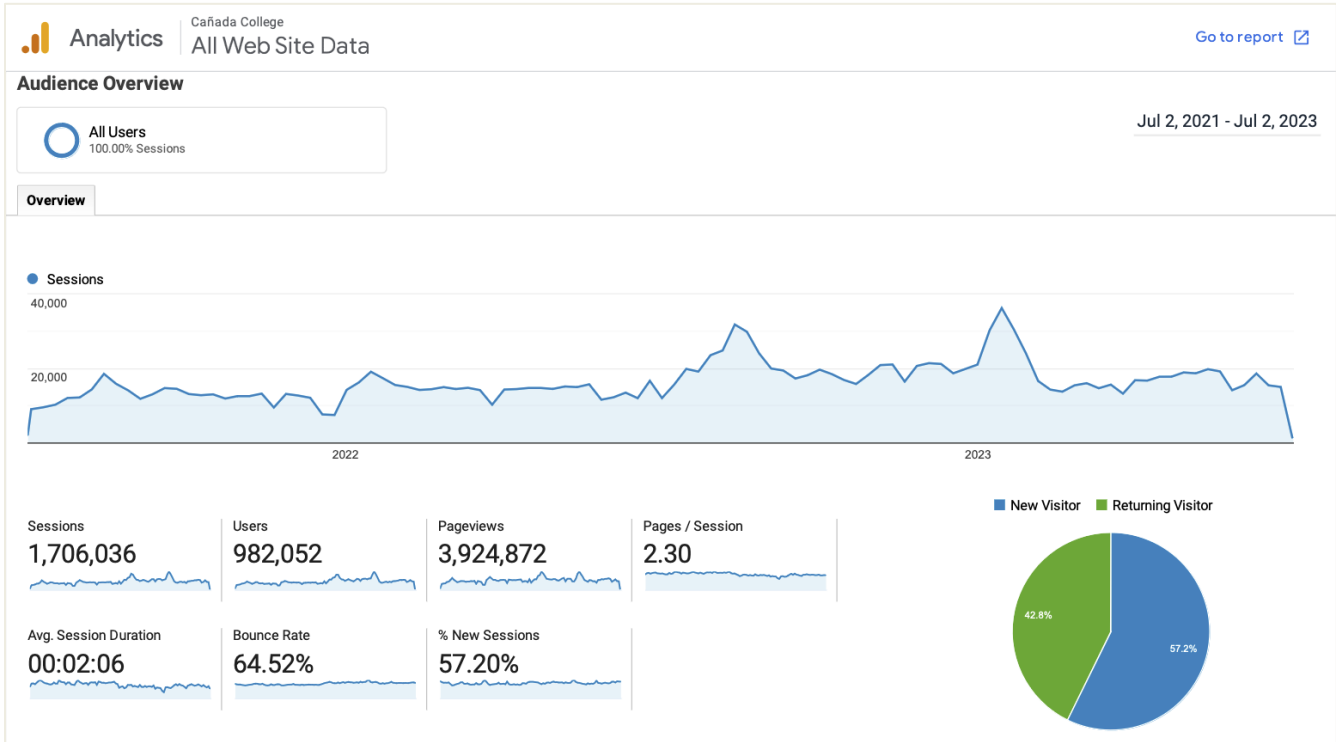 Analytics
Cañada College
All Web Site Data
Go to report
Audience Overview
All Users
100.00% Sessions
Jul 2, 2021 - Jul 2, 2023
Overview
Sessions
40,000
20,000
2022
2023
New Visitor Returning Visitor
Sessions
1,706,036
Users
982,052
Pageviews
3,924,872
Pages / Session
2.30
Avg. Session Duration
00:02:06
Bounce Rate
64.52%
% New Sessions
57.20%
42.8%
57.2%